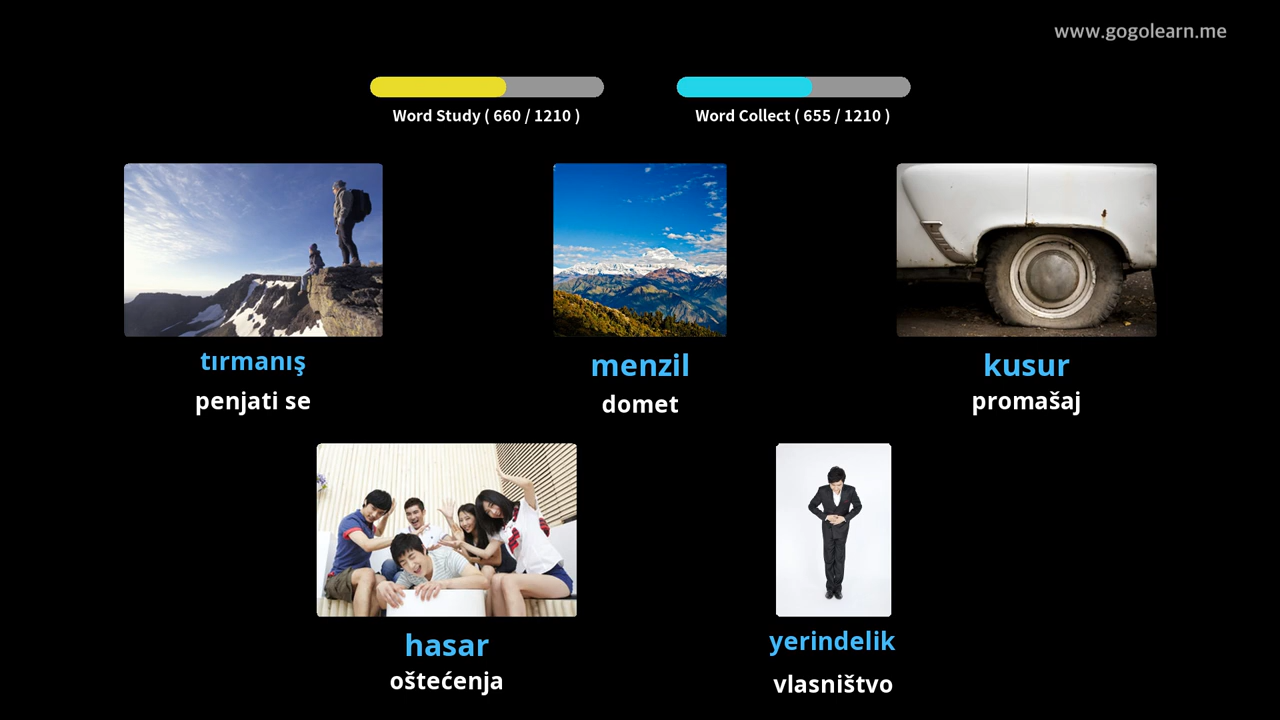 www.gogolearn.me
Word Study ( 660 / 1210 )
Word Collect ( 655 / 1210 )
tırmanış
penjati se
menzil
domet
kusur
promašaj
hasar
oštećenja
yerindelik
vlasništvo